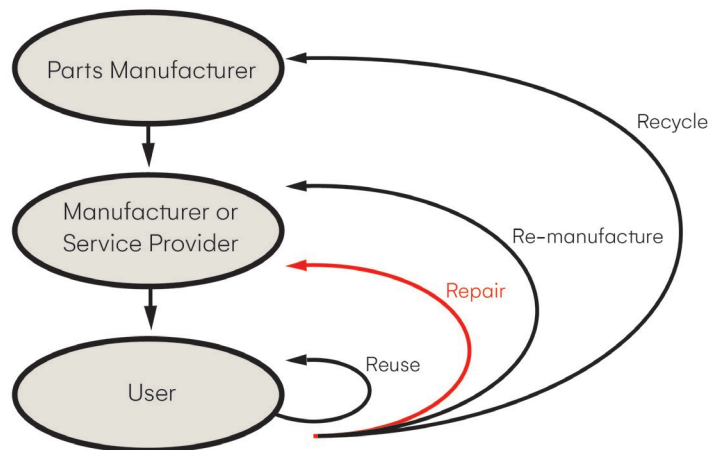 Parts Manufacturer
Recycle
Manufacturer or
Service Provider
Re-manufacture
Repair
Reuse
User